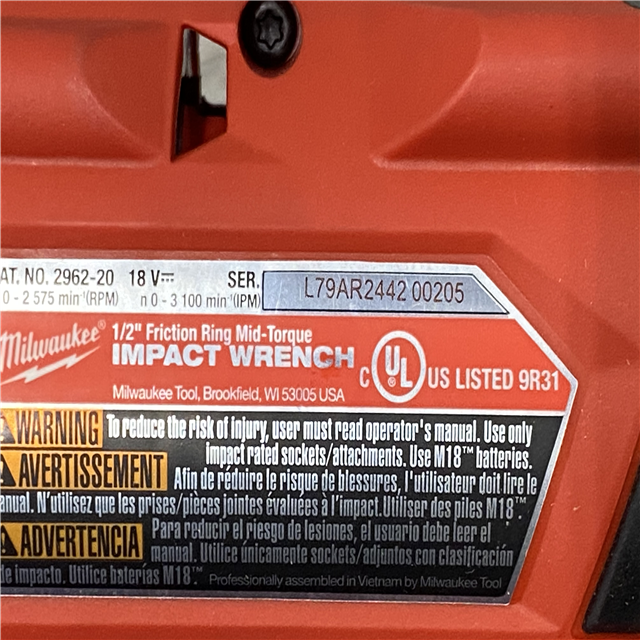 AT. NO. 2962-20 18 V⎓ SER. L79AR2442 00205
0 - 2 575 min⁻¹(RPM) n 0 - 3 100 min⁻¹(IPM)
Milwaukee®
1/2" Friction Ring Mid-Torque
IMPACT WRENCH
Milwaukee Tool, Brookfield, WI 53005 USA
C UL® US LISTED 9R31
WARNING To reduce the risk of injury, user must read operator's manual. Use only
impact rated sockets/attachments. Use M18™ batteries.
AVERTISSEMENT Afin de réduire le risque de blessures, l'utilisateur doit lire le
anual. N'utilisez que les prises/pièces jointes évaluées à l'impact.Utiliser des piles M18™.
ADVERTENCIA Para reducir el riesgo de lesiones, el usuario debe leer el
manual. Utilice únicamente sockets/adjuntos con clasificación
de impacto. Utilice baterías M18™.
Professionally assembled in Vietnam by Milwaukee Tool